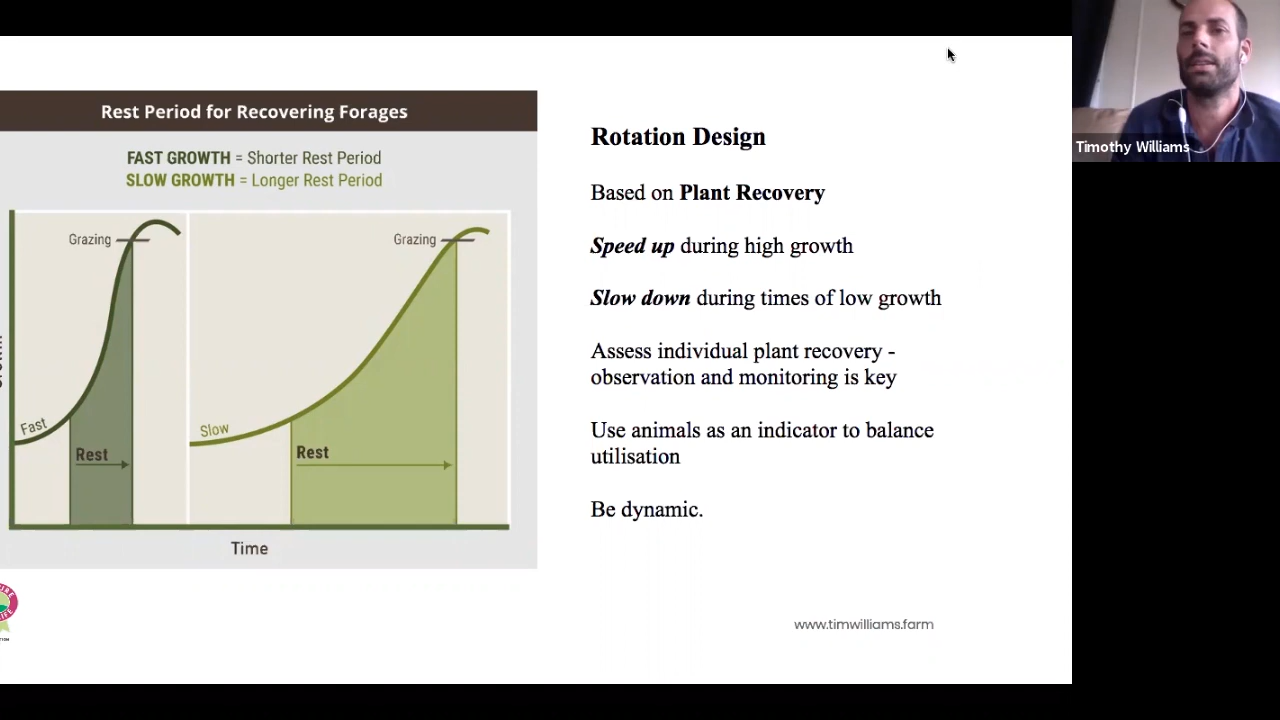 Rest Period for Recovering Forages
FAST GROWTH = Shorter Rest Period
SLOW GROWTH = Longer Rest Period
Grazing
Grazing
Fast
Slow
Rest
Rest
Time
Rotation Design
Based on Plant Recovery
Speed up during high growth
Slow down during times of low growth
Assess individual plant recovery -
observation and monitoring is key
Use animals as an indicator to balance
utilisation
Be dynamic.
www.timwilliams.farm
Timothy Williams